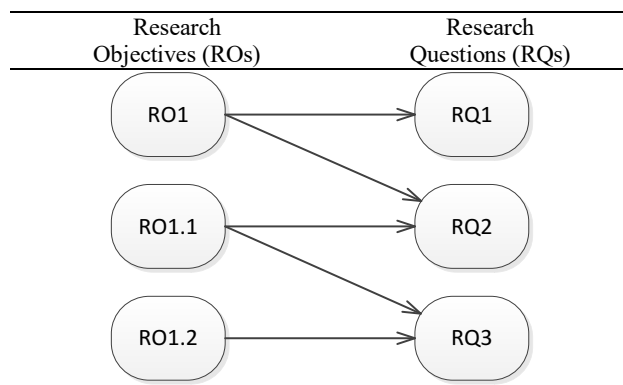 Research
Objectives (ROs)
Research
Questions (RQs)
RO1
RQ1
RO1.1
RQ2
RO1.2
RQ3